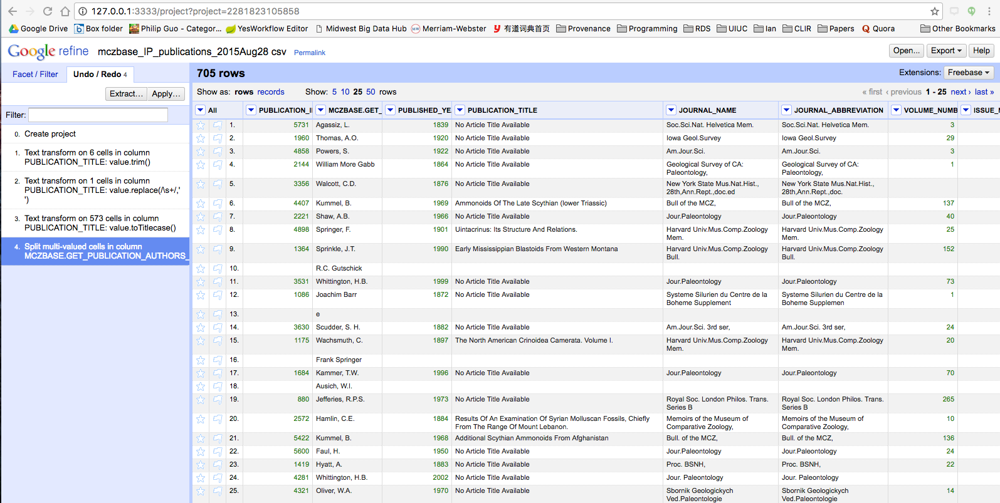 127.0.0.1:3333/project?project=2281823105858
Google Drive Box folder Philip Guo - Categor... YesWorkflow Editor Midwest Big Data Hub Merriam-Webster 有道词典首页 Provenance Programming RDS UIUC Ian CLIR Papers Quora Other Bookmarks
Google refine mczbase_IP_publications_2015Aug28 csv Permalink Open... Export Help
Facet / Filter Undo / Redo 4
705 rows Extensions: Freebase
Extract... Apply...
Show as: rows records Show: 5 10 25 50 rows « first ‹ previous 1 - 25 next › last »
Filter:
0. Create project
1. Text transform on 6 cells in column
PUBLICATION_TITLE: value.trim()
2. Text transform on 1 cells in column
PUBLICATION_TITLE: value.replace(/\s+/,'
')
3. Text transform on 573 cells in column
PUBLICATION_TITLE: value.toTitlecase()
4. Split multi-valued cells in column
MCZBASE.GET_PUBLICATION_AUTHORS_
All PUBLICATION_I MCZBASE.GET_ PUBLISHED_YE PUBLICATION_TITLE JOURNAL_NAME JOURNAL_ABBREVIATION VOLUME_NUMB ISSUE_N
1. 5731 Agassiz, L. 1839 No Article Title Available Soc.Sci.Nat. Helvetica Mem. Soc.Sci.Nat. Helvetica Mem. 3
2. 1960 Thomas, A.O. 1920 No Article Title Available Iowa Geol.Survey Iowa Geol.Survey 29
3. 4858 Powers, S. 1922 No Article Title Available Am.Jour.Sci. Am.Jour.Sci. 3
4. 2144 William More Gabb 1864 No Article Title Available Geological Survey of CA: Geological Survey of CA: 1
Paleontology, Paleontology,
5. 3356 Walcott, C.D. 1876 No Article Title Available New York State Mus.Nat.Hist., New York State Mus.Nat.Hist.,
28th,Ann.Rept.,doc.ed 28th,Ann.Rept.,doc.
6. 4407 Kummel, B. 1969 Ammonoids Of The Late Scythian (lower Triassic) Bull of the MCZ, Bull of the MCZ, 137
7. 2221 Shaw, A.B. 1966 No Article Title Available Jour.Paleontology Jour.Paleontology 40
8. 4898 Springer, F. 1901 Uintacrinus: Its Structure And Relations. Harvard Univ.Mus.Comp.Zoology Harvard Univ.Mus.Comp.Zoology 25
Mem. Mem.
9. 1364 Sprinkle, J.T. 1990 Early Mississippian Blastoids From Western Montana Harvard Univ.Mus.Comp.Zoology Harvard Univ.Mus.Comp.Zoology 152
Bull. Bull.
10. R.C. Gutschick
11. 3531 Whittington, H.B. 1999 No Article Title Available Jour.Paleontology Jour.Paleontology 73
12. 1086 Joachim Barr 1872 No Article Title Available Systeme Silurien du Centre de la Systeme Silurien du Centre de la 1
Boheme Supplement Boheme Supplemen
13. e
14. 3630 Scudder, S. H. 1882 No Article Title Available Am.Jour.Sci. 3rd ser, Am.Jour.Sci. 3rd ser, 24
15. 1175 Wachsmuth, C. 1897 The North American Crinoidea Camerata. Volume I. Harvard Univ.Mus.Comp.Zoology Harvard Univ.Mus.Comp.Zoology 20
Mem. Mem.
16. Frank Springer
17. 1684 Kammer, T.W. 1996 No Article Title Available Jour.Paleontology Jour.Paleontology 70
18. Ausich, W.I.
19. 880 Jefferies, R.P.S. 1973 No Article Title Available Royal Soc. London Philos. Trans. Royal Soc. London Philos. Trans. 265
Series B Series B
20. 2572 Hamlin, C.E. 1884 Results Of An Examination Of Syrian Molluscan Fossils, Chiefly Memoirs of the Museum of Memoirs of the Museum of 10
From The Range Of Mount Lebanon. Comparative Zoology, Comparative Zoology,
21. 5422 Kummel, B. 1968 Additional Scythian Ammonoids From Afghanistan Bull. of the MCZ, Bull. of the MCZ, 136
22. 5600 Faul, H. 1950 No Article Title Available Jour.Paleontology Jour.Paleontology 24
23. 1419 Hyatt, A. 1883 No Article Title Available Proc. BSNH, Proc. BSNH, 22
24. 4281 Whittington, H.B. 2002 No Article Title Available Jour. Paleontology Jour. Paleontology
25. 4321 Oliver, W.A. 1970 No Article Title Available Sbornik Geologickych Sbornik Geologickych 14
Ved.Paleontologie Ved.Paleontologie